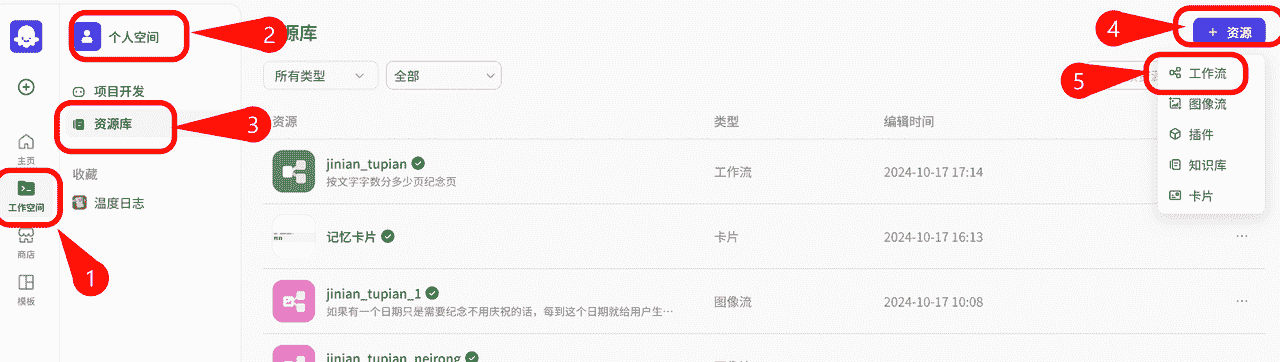 个人空间
2
源库
4
+ 资源
所有类型
全部
5
工作流
项目开发
图像流
资源库
3
资源
类型
编辑时间
插件
主页
收藏
jinian_tupian
按文字字数分多少页纪念页
工作流
2024-10-17 17:14
知识库
工作空间
温度日志
卡片
商店
记忆卡片
卡片
2024-10-17 16:13
1
模板
jinian_tupian_1
如果有一个日期只是需要纪念不用庆祝的话，每到这个日期就给用户生…
图像流
2024-10-17 10:08
jinian_tupian_neirong